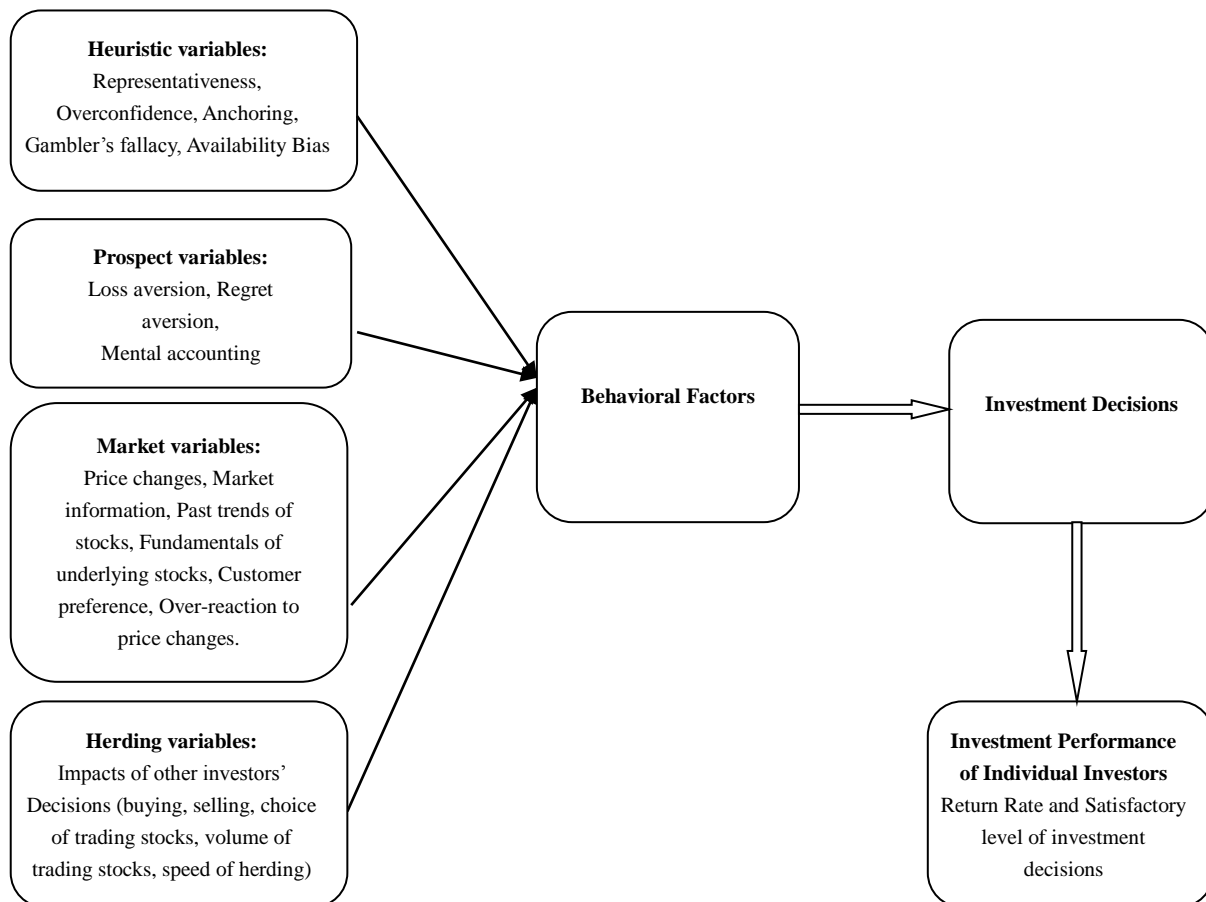 Heuristic variables:
Representativeness,
Overconfidence, Anchoring,
Gambler’s fallacy, Availability Bias
Prospect variables:
Loss aversion, Regret
aversion,
Mental accounting
Market variables:
Price changes, Market
information, Past trends of
stocks, Fundamentals of
underlying stocks, Customer
preference, Over-reaction to
price changes.
Herding variables:
Impacts of other investors’
Decisions (buying, selling, choice
of trading stocks, volume of
trading stocks, speed of herding)
Behavioral Factors
Investment Decisions
Investment Performance
of Individual Investors
Return Rate and Satisfactory
level of investment
decisions